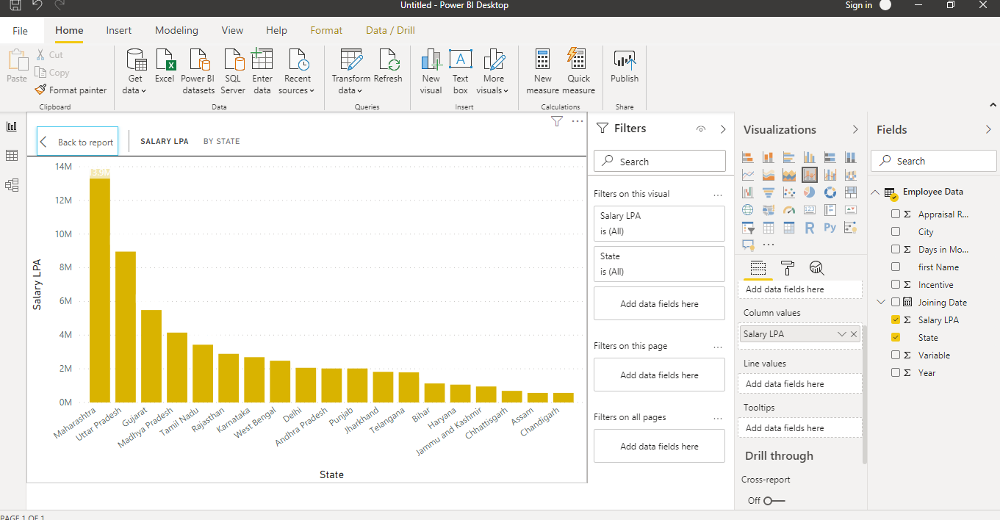 Untitled - Power BI Desktop
Sign in
File
Home
Insert
Modeling
View
Help
Format
Data / Drill
Paste
Cut
Copy
Format painter
Clipboard
Get data
Excel
Power BI datasets
SQL Server
Enter data
Recent sources
Data
Transform data
Refresh
Queries
New visual
Text box
More visuals
Insert
New measure
Quick measure
Calculations
Publish
Share
Back to report
SALARY LPA
BY STATE
14M
12M
10M
8M
6M
4M
2M
0M
Salary LPA
Maharashtra
Uttar Pradesh
Gujarat
Madhya Pradesh
Tamil Nadu
Rajasthan
Karnataka
West Bengal
Delhi
Andhra Pradesh
Punjab
Jharkhand
Telangana
Bihar
Haryana
Jammu and Kashmir
Chhattisgarh
Assam
Chandigarh
State
Filters
Search
Filters on this visual
...
Salary LPA
is (All)
State
is (All)
Add data fields here
Filters on this page
...
Add data fields here
Filters on all pages
...
Add data fields here
Visualizations
123
R
Py
...
Add data fields here
Column values
Salary LPA
Line values
Add data fields here
Tooltips
Add data fields here
Drill through
Cross-report
Off
Fields
Search
Employee Data
Σ Appraisal R...
City
Σ Days in Mo...
first Name
Σ Incentive
Joining Date
Σ Salary LPA
State
Σ Variable
Σ Year
PAGE 1 OF 1